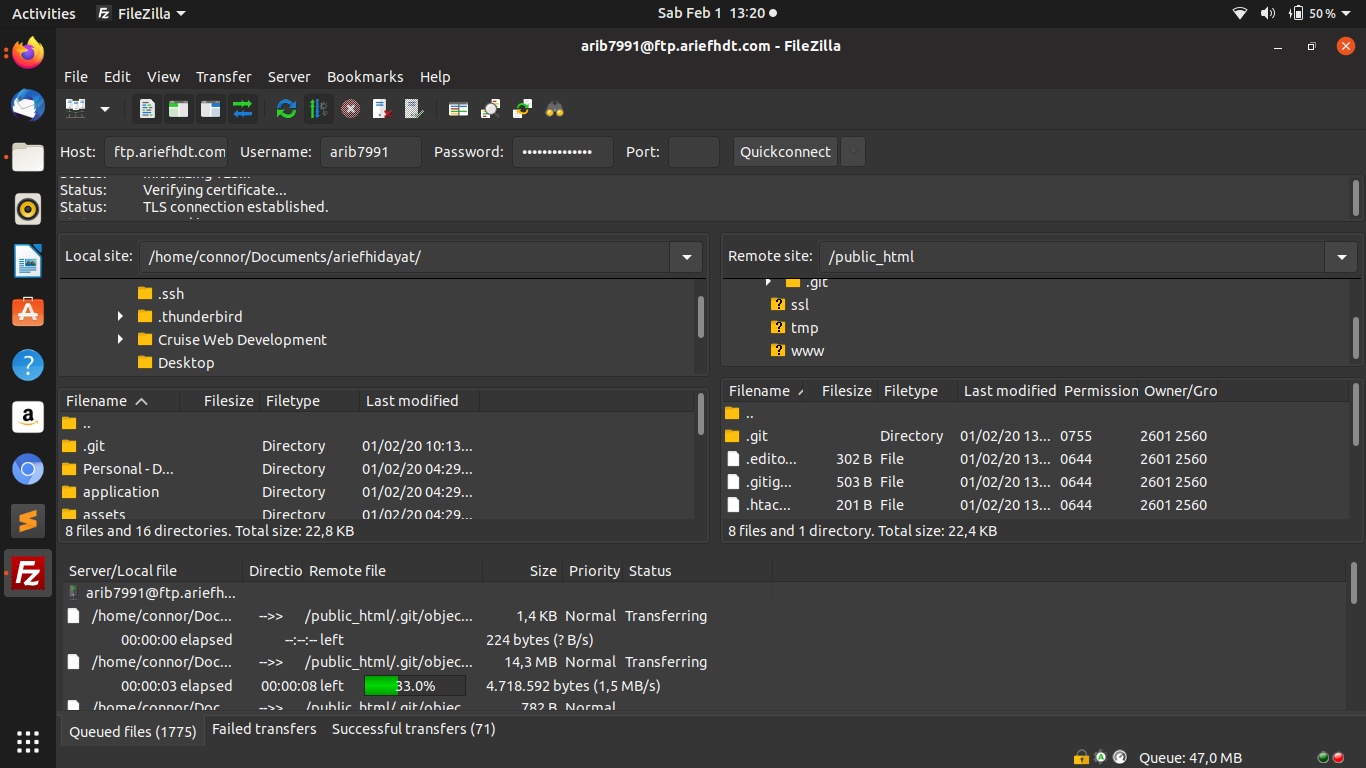 Activities FileZilla Sab Feb 1 13:20 50 %
arib7991@ftp.ariefhdt.com - FileZilla
File Edit View Transfer Server Bookmarks Help
Host: ftp.ariefhdt.com Username: arib7991 Password: •••••••••••••• Port: Quickconnect
Status: Initializing TLS...
Status: Verifying certificate...
Status: TLS connection established.
Local site: /home/connor/Documents/ariefhidayat/
.ssh
.thunderbird
Cruise Web Development
Desktop
Filename Filesize Filetype Last modified
..
.git Directory 01/02/20 10:13...
Personal - D... Directory 01/02/20 04:29...
application Directory 01/02/20 04:29...
assets Directory 01/02/20 04:29...
8 files and 16 directories. Total size: 22,8 KB
Remote site: /public_html
.git
ssl
tmp
www
Filename Filesize Filetype Last modified Permission Owner/Gro
..
.git Directory 01/02/20 13... 0755 2601 2560
.edito... 302 B File 01/02/20 13... 0644 2601 2560
.gitig... 503 B File 01/02/20 13... 0644 2601 2560
.htac... 201 B File 01/02/20 13... 0644 2601 2560
8 files and 1 directory. Total size: 22,4 KB
Server/Local file Directio Remote file Size Priority Status
arib7991@ftp.ariefh...
/home/connor/Doc... -->> /public_html/.git/objec... 1,4 KB Normal Transferring
00:00:00 elapsed --:--:-- left 224 bytes (? B/s)
/home/connor/Doc... -->> /public_html/.git/objec... 14,3 MB Normal Transferring
00:00:03 elapsed 00:00:08 left 33.0% 4.718.592 bytes (1,5 MB/s)
/home/connor/Doc... -->> /public_html/.git/objec... 782 B Normal
Queued files (1775) Failed transfers Successful transfers (71)
Queue: 47,0 MB